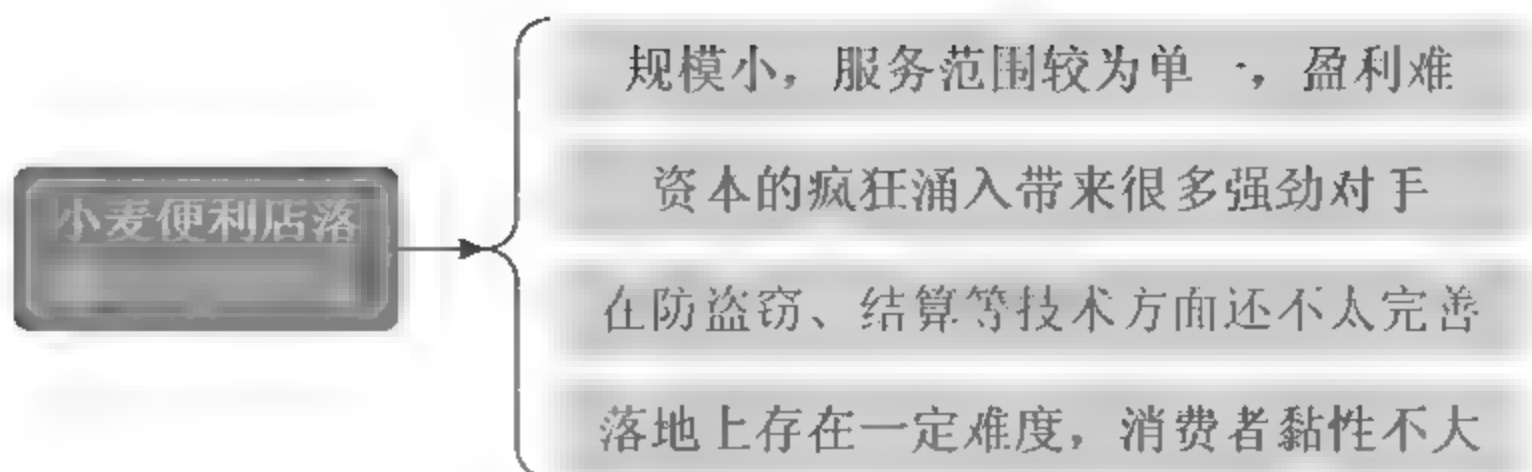 小麦便利店落
规模小，服务范围较为单一，盈利难
资本的疯狂涌入带来很多强劲对手
在防盗窃、结算等技术方面还不太完善
落地上存在一定难度，消费者黏性不大